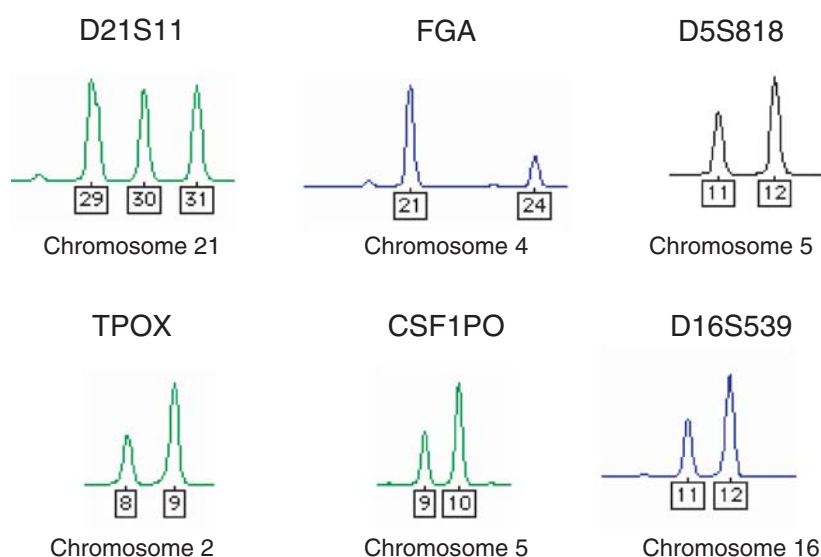 D21S11 FGA D5S818
29 30 31 21 24 11 12
Chromosome 21 Chromosome 4 Chromosome 5
TPOX CSF1PO D16S539
8 9 9 10 11 12
Chromosome 2 Chromosome 5 Chromosome 16